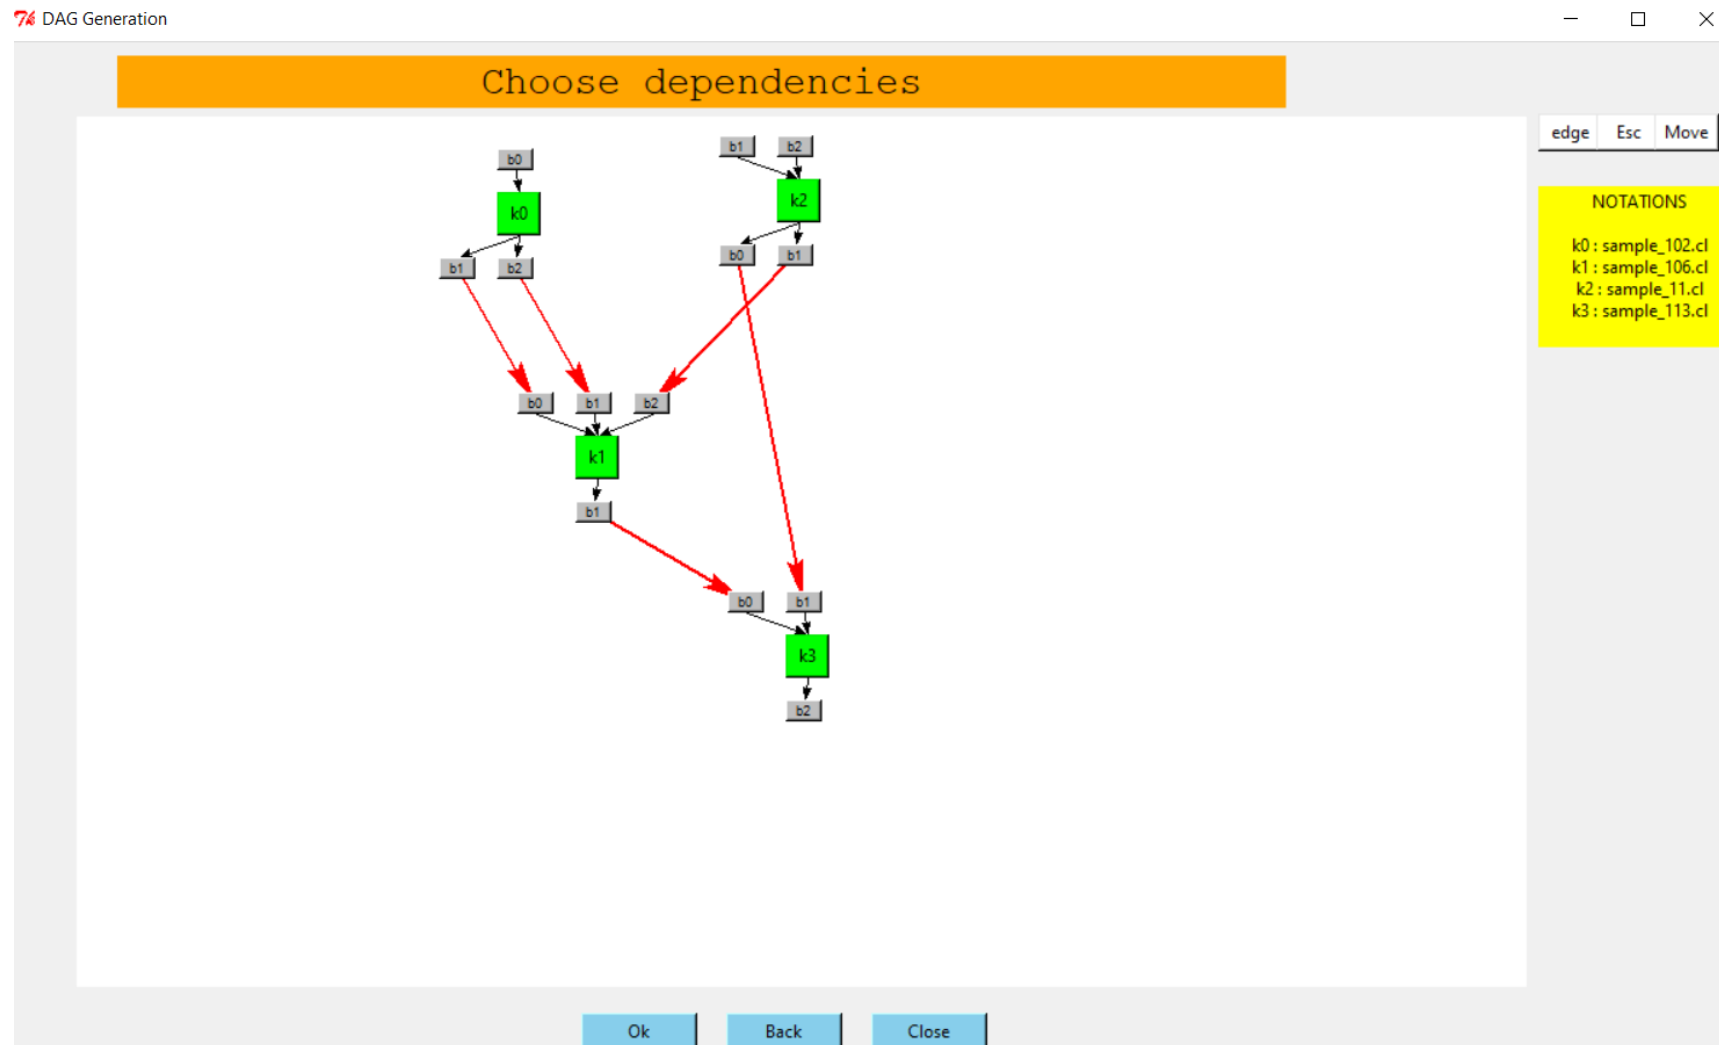 DAG Generation
Choose dependencies
edge Esc Move
b1 b2
b0
k2
k0
NOTATIONS
k0 : sample_102.cl
k1 : sample_106.cl
k2 : sample_11.cl
k3 : sample_113.cl
b0 b1
b1 b2
b0 b1 b2
k1
b1
b0 b1
k3
b2
Ok Back Close